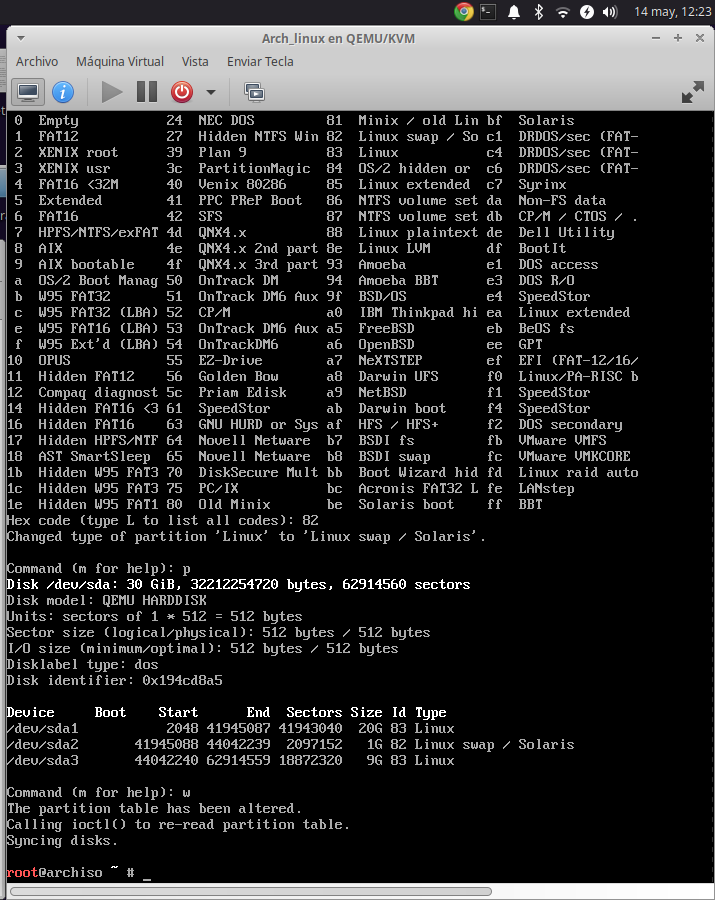 14 may, 12:23
Arch_linux en QEMU/KVM
Archivo Máquina Virtual Vista Enviar Tecla
0 Empty 24 NEC DOS 81 Minix / old Lin bf Solaris
1 FAT12 27 Hidden NTFS Win 82 Linux swap / So c1 DRDOS/sec (FAT-
2 XENIX root 39 Plan 9 83 Linux c4 DRDOS/sec (FAT-
3 XENIX usr 3c PartitionMagic 84 OS/2 hidden or c6 DRDOS/sec (FAT-
4 FAT16 <32M 40 Venix 80286 85 Linux extended c7 Syrinx
5 Extended 41 PPC PReP Boot 86 NTFS volume set da Non-FS data
6 FAT16 42 SFS 87 NTFS volume set db CP/M / CTOS / .
7 HPFS/NTFS/exFAT 4d QNX4.x 88 Linux plaintext de Dell Utility
8 AIX 4e QNX4.x 2nd part 8e Linux LVM df BootIt
9 AIX bootable 4f QNX4.x 3rd part 93 Amoeba e1 DOS access
a OS/2 Boot Manag 50 OnTrack DM 94 Amoeba BBT e3 DOS R/O
b W95 FAT32 51 OnTrack DM6 Aux 9f BSD/OS e4 SpeedStor
c W95 FAT32 (LBA) 52 CP/M a0 IBM Thinkpad hi ea Linux extended
e W95 FAT16 (LBA) 53 OnTrack DM6 Aux a5 FreeBSD eb BeOS fs
f W95 Ext'd (LBA) 54 OnTrackDM6 a6 OpenBSD ee GPT
10 OPUS 55 EZ-Drive a7 NeXTSTEP ef EFI (FAT-12/16/
11 Hidden FAT12 56 Golden Bow a8 Darwin UFS f0 Linux/PA-RISC b
12 Compaq diagnost 5c Priam Edisk a9 NetBSD f1 SpeedStor
14 Hidden FAT16 <3 61 SpeedStor ab Darwin boot f4 SpeedStor
16 Hidden FAT16 63 GNU HURD or Sys af HFS / HFS+ f2 DOS secondary
17 Hidden HPFS/NTF 64 Novell Netware b7 BSDI fs fb VMware VMFS
18 AST SmartSleep 65 Novell Netware b8 BSDI swap fc VMware VMKCORE
1b Hidden W95 FAT3 70 DiskSecure Mult bb Boot Wizard hid fd Linux raid auto
1c Hidden W95 FAT3 75 PC/IX bc Acronis FAT32 L fe LANstep
1e Hidden W95 FAT1 80 Old Minix be Solaris boot ff BBT
Hex code (type L to list all codes): 82
Changed type of partition 'Linux' to 'Linux swap / Solaris'.
Command (m for help): p
Disk /dev/sda: 30 GiB, 32212254720 bytes, 62914560 sectors
Disk model: QEMU HARDDISK
Units: sectors of 1 * 512 = 512 bytes
Sector size (logical/physical): 512 bytes / 512 bytes
I/O size (minimum/optimal): 512 bytes / 512 bytes
Disklabel type: dos
Disk identifier: 0x194cd8a5
Device Boot Start End Sectors Size Id Type
/dev/sda1 2048 41945087 41943040 20G 83 Linux
/dev/sda2 41945088 44042239 2097152 1G 82 Linux swap / Solaris
/dev/sda3 44042240 62914559 18872320 9G 83 Linux
Command (m for help): w
The partition table has been altered.
Calling ioctl() to re-read partition table.
Syncing disks.
root@archiso ~ # _